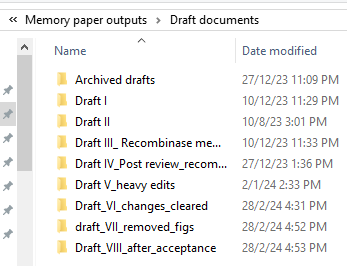 « Memory paper outputs > Draft documents >
Name Date modified
Archived drafts 27/12/23 11:09 PM
Draft I 10/12/23 11:29 PM
Draft II 10/8/23 3:01 PM
Draft III_ Recombinase me... 10/12/23 11:33 PM
Draft IV_Post review_recom... 27/12/23 1:36 PM
Draft V_heavy edits 2/1/24 2:33 PM
Draft_VI_changes_cleared 28/2/24 4:31 PM
draft_VII_removed_figs 28/2/24 4:52 PM
Draft_VIII_after_acceptance 28/2/24 4:53 PM